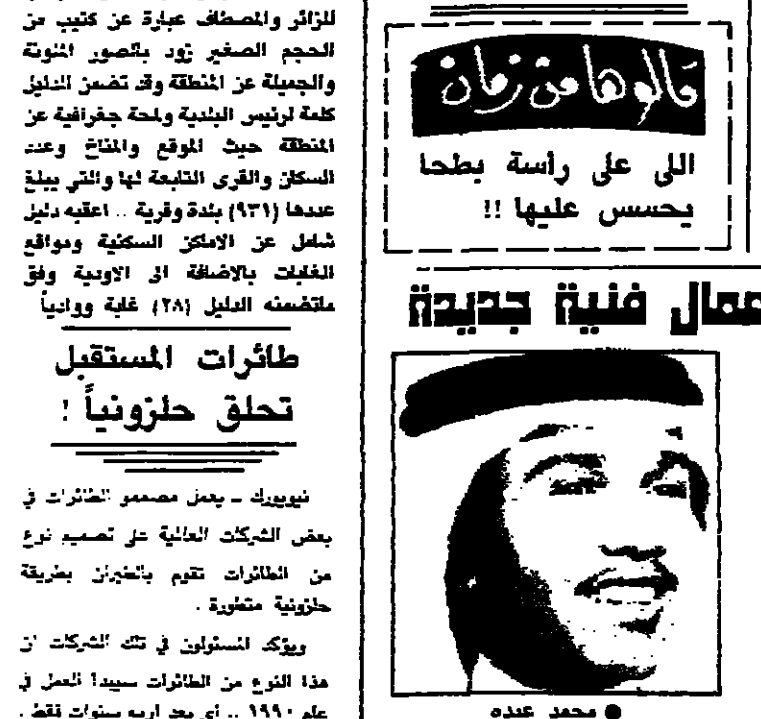 قالوها من زمان
اللى على رأسة بطحا
يحسس عليها !!
عمال فنية جديدة
● محمد عبده
للزائر والمصطاف عبارة عن كتيب من
الحجم الصغير زود بالصور الملونة
والجميلة عن المنطقة وقد تضمن الدليل
كلمة لرئيس البلدية ولمحة جغرافية عن
المنطقة حيث الموقع والمناخ وعدد
السكان والقرى التابعة لها والتي يبلغ
عددها (٩٣١) بلدة وقرية .. اعقبه دليل
شامل عن الاماكن السكنية ومواقع
الغابات بالاضافة الى الاودية وفق
ماتضمنه الدليل (٢٨) غابة ووادياً
طائرات المستقبل
تحلق حلزونياً !
نيويورك ــ يعمل مصممو الطائرات في
بعض الشركات العالمية على تصميم نوع
من الطائرات تقوم بالطيران بطريقة
حلزونية متطورة .
ويؤكد المسئولون في تلك الشركات ان
هذا النوع من الطائرات سيبدأ العمل في
عام ١٩٩٠ .. أي بعد اربع سنوات فقط .